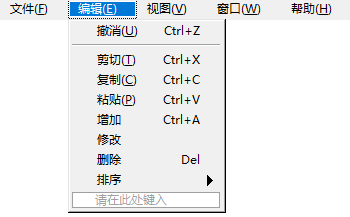 文件(F) 编辑(E) 视图(V) 窗口(W) 帮助(H)
撤消(U) Ctrl+Z
剪切(T) Ctrl+X
复制(C) Ctrl+C
粘贴(P) Ctrl+V
增加 Ctrl+A
修改
删除 Del
排序
请在此处键入